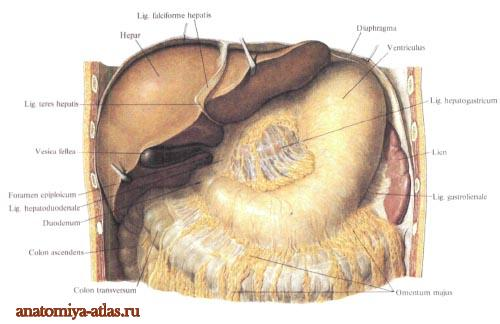 Lig. falciforme hepatis
Hepar
Diaphragma
Ventriculus
Lig. teres hepatis
Lig. hepatogastricum
Vesica fellea
Lien
Foramen epiploicum
Lig. hepatoduodenale
Lig. gastrolienale
Duodenum
Colon ascendens
Colon transversum
Omentum majus
anatomiya-atlas.ru